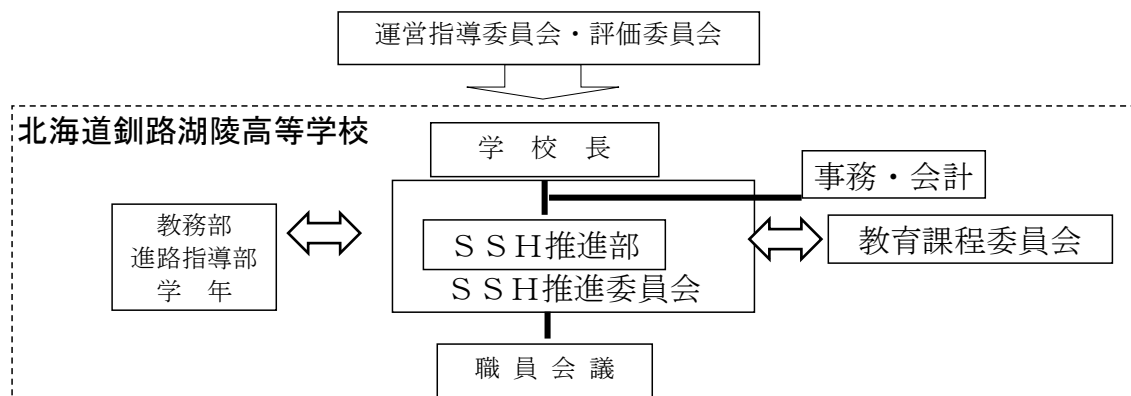 運営指導委員会・評価委員会
北海道釧路湖陵高等学校
学 校 長
事務・会計
教務部
進路指導部
学 年
ＳＳＨ推進部
ＳＳＨ推進委員会
教育課程委員会
職 員 会 議